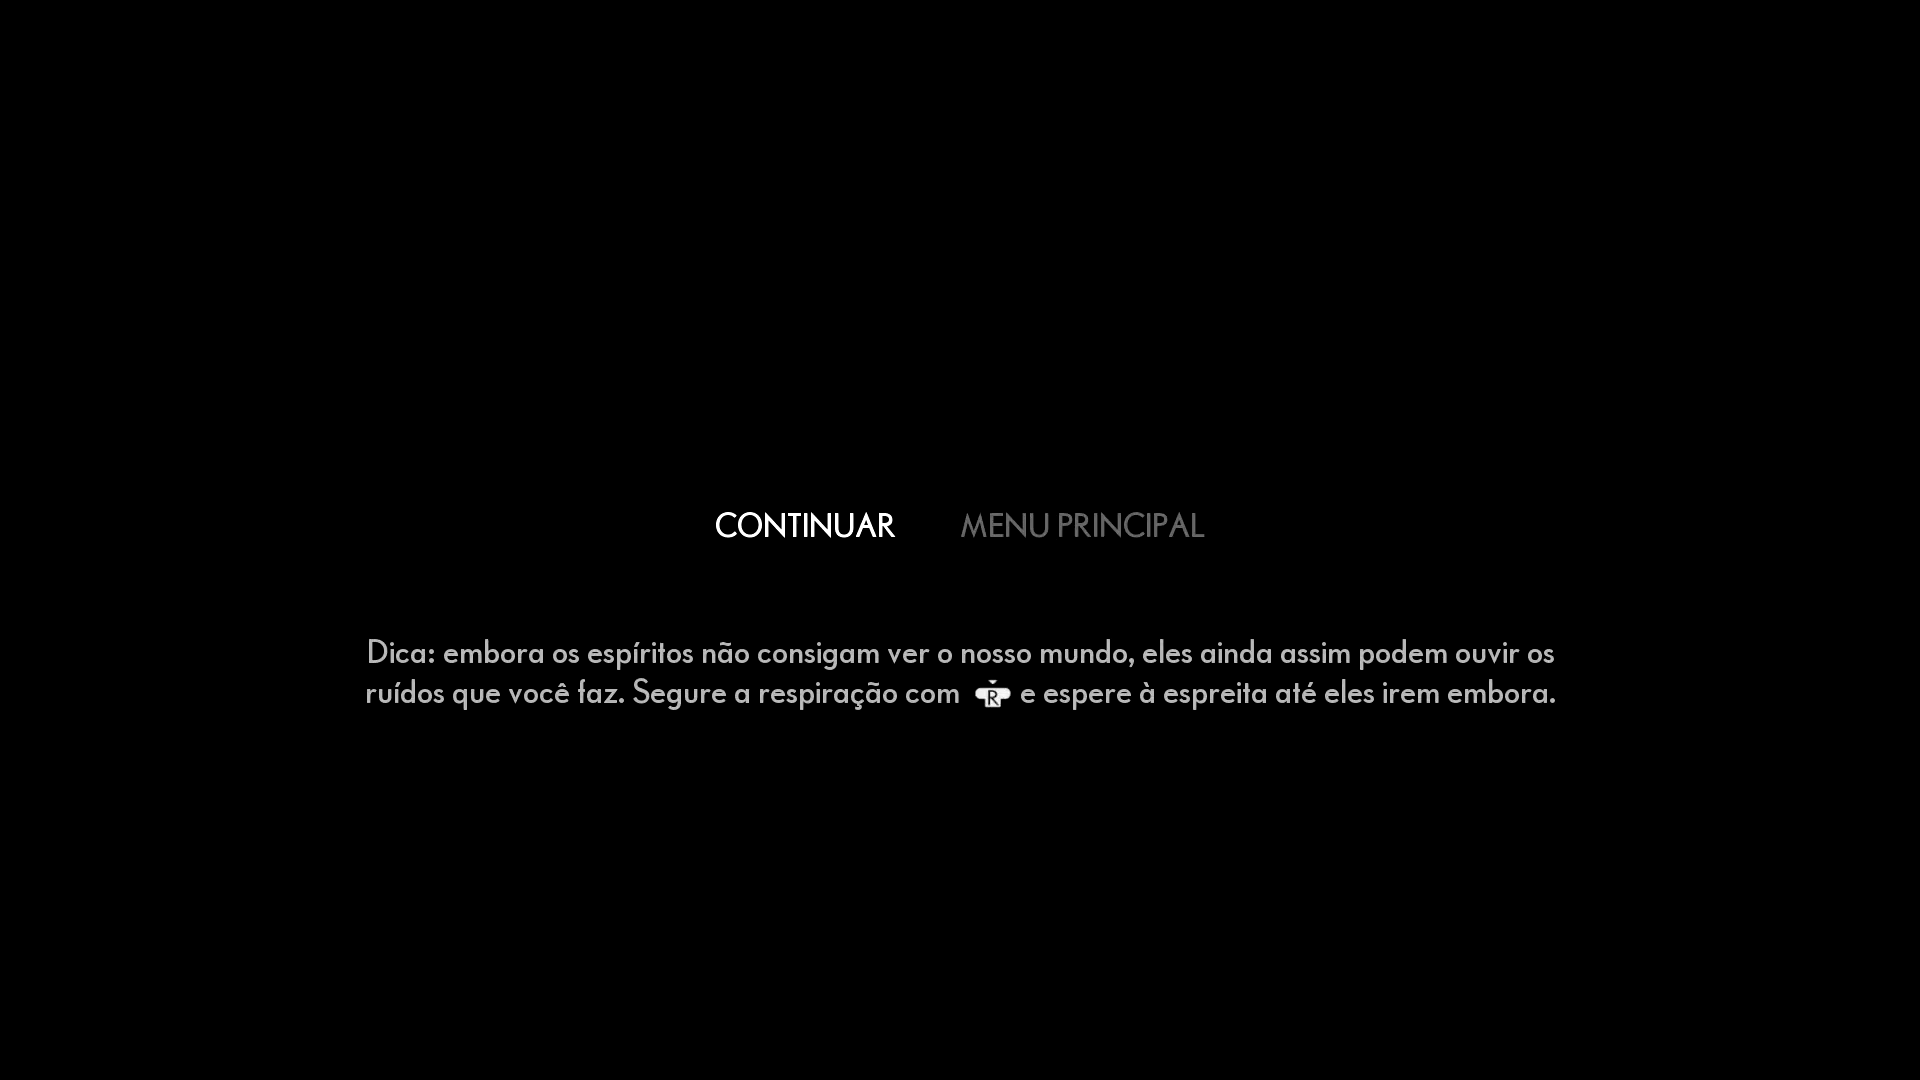 CONTINUAR MENU PRINCIPAL
Dica: embora os espíritos não consigam ver o nosso mundo, eles ainda assim podem ouvir os
ruídos que você faz. Segure a respiração com R e espere à espreita até eles irem embora.